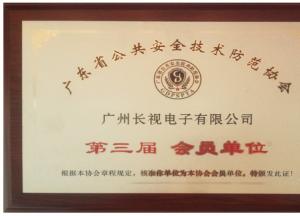 广东省公共安全技术防范协会
GDPSPTA
广州长视电子有限公司
第三届 会员单位
根据本协会章程规定，核准你单位为本协会会员单位，特颁发此证！